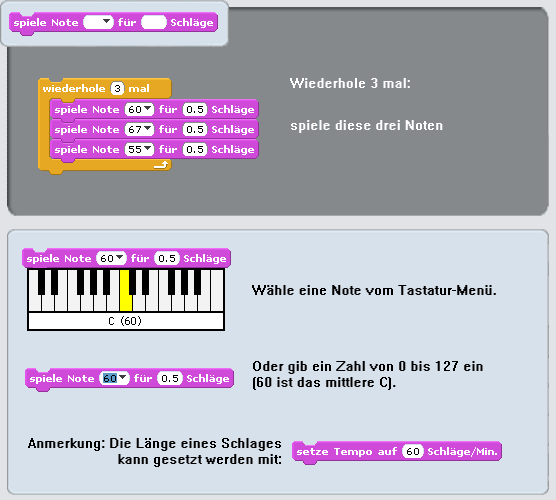 spiele Note für Schläge
wiederhole 3 mal
spiele Note 60 für 0.5 Schläge
spiele Note 67 für 0.5 Schläge
spiele Note 55 für 0.5 Schläge
Wiederhole 3 mal:
spiele diese drei Noten
spiele Note 60 für 0.5 Schläge
C (60)
Wähle eine Note vom Tastatur-Menü.
spiele Note 60 für 0.5 Schläge
Oder gib ein Zahl von 0 bis 127 ein
(60 ist das mittlere C).
Anmerkung: Die Länge eines Schlages
kann gesetzt werden mit:
setze Tempo auf 60 Schläge/Min.